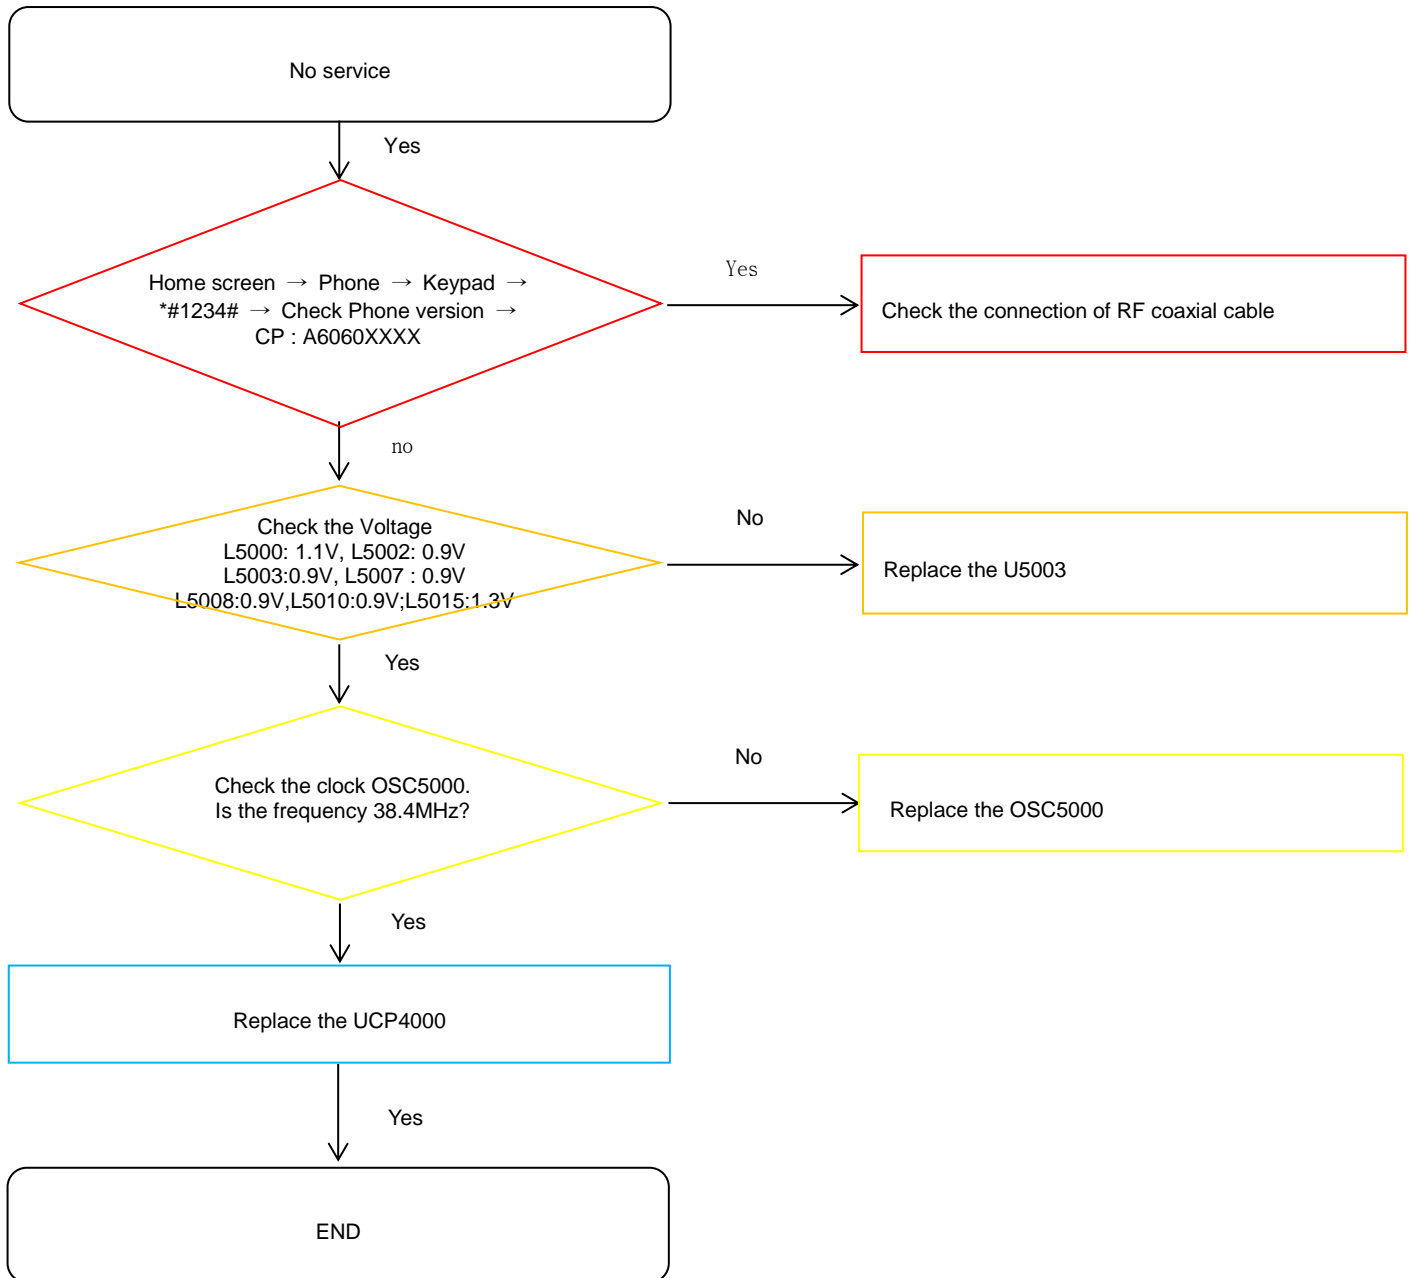 No service
Yes
Home screen → Phone → Keypad →
*#1234# → Check Phone version →
CP : A6060XXXX
Yes
Check the connection of RF coaxial cable
no
Check the Voltage
L5000: 1.1V, L5002: 0.9V
L5003:0.9V, L5007 : 0.9V
L5008:0.9V,L5010:0.9V;L5015:1.3V
No
Replace the U5003
Yes
Check the clock OSC5000.
Is the frequency 38.4MHz?
No
Replace the OSC5000
Yes
Replace the UCP4000
Yes
END